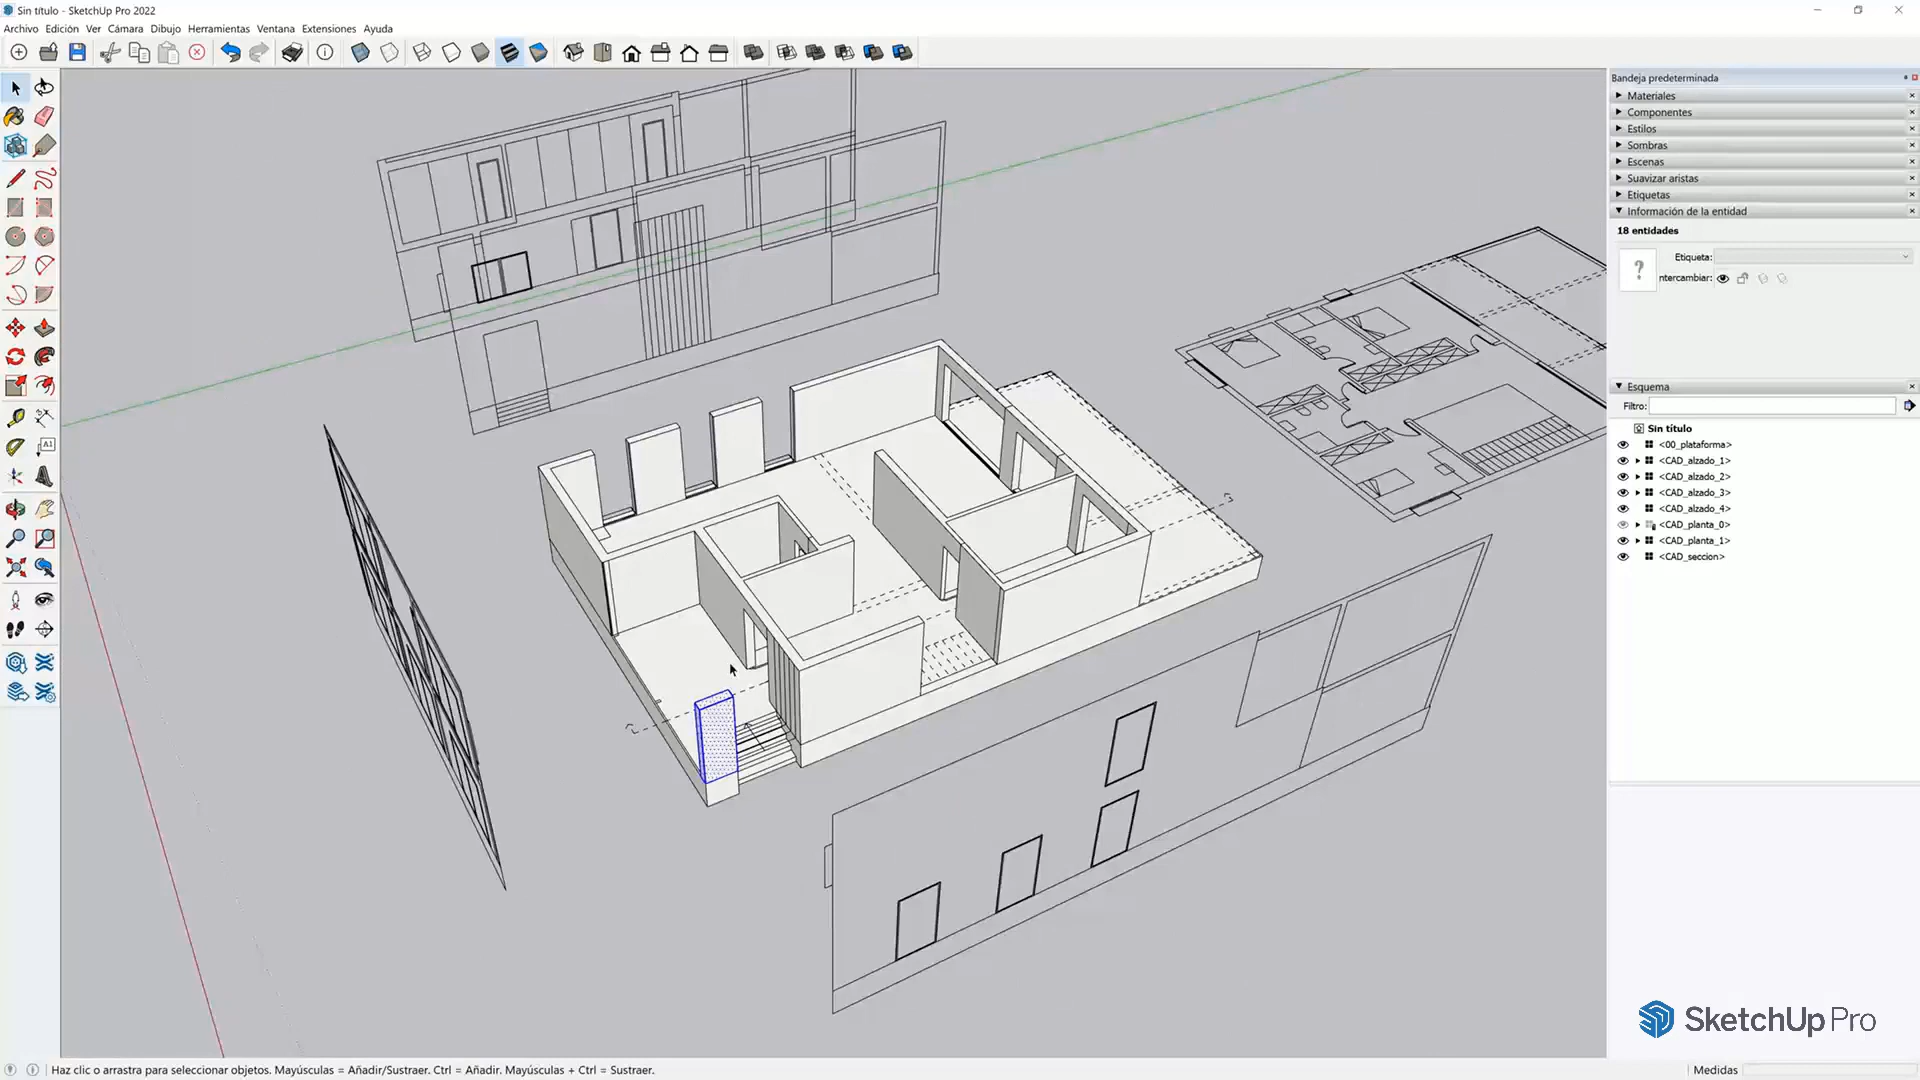 Sin título - SketchUp Pro 2022
Archivo Edición Ver Cámara Dibujo Herramientas Ventana Extensiones Ayuda
Bandeja predeterminada
Materiales
Componentes
Estilos
Sombras
Escenas
Suavizar aristas
Etiquetas
Información de la entidad
18 entidades
Etiqueta:
ntercambiar:
Esquema
Filtro:
Sin título
<00_plataforma>
<CAD_alzado_1>
<CAD_alzado_2>
<CAD_alzado_3>
<CAD_alzado_4>
<CAD_planta_0>
<CAD_planta_1>
<CAD_seccion>
SketchUp Pro
Haz clic o arrastra para seleccionar objetos. Mayúsculas = Añadir/Sustraer. Ctrl = Añadir. Mayúsculas + Ctrl = Sustraer.
Medidas